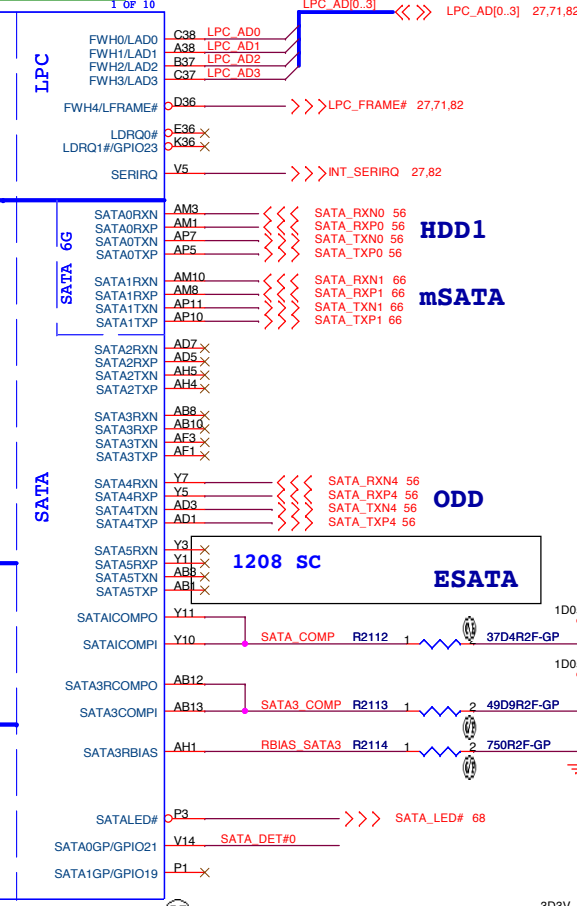 1 OF 10
LPC_AD[0..3]
LPC_AD[0..3] 27,71,82
LPC
FWH0/LAD0 C38 LPC_AD0
FWH1/LAD1 A38 LPC_AD1
FWH2/LAD2 B37 LPC_AD2
FWH3/LAD3 C37 LPC_AD3
FWH4/LFRAME# D36 LPC_FRAME# 27,71,82
LDRQ0# E36
LDRQ1#/GPIO23 K36
SERIRQ V5 INT_SERIRQ 27,82
SATA 6G
SATA0RXN AM3 SATA_RXN0 56
SATA0RXP AM1 SATA_RXP0 56
SATA0TXN AP7 SATA_TXN0 56
SATA0TXP AP5 SATA_TXP0 56
HDD1
SATA1RXN AM10 SATA_RXN1 66
SATA1RXP AM8 SATA_RXP1 66
SATA1TXN AP11 SATA_TXN1 66
SATA1TXP AP10 SATA_TXP1 66
mSATA
SATA2RXN AD7
SATA2RXP AD5
SATA2TXN AH5
SATA2TXP AH4
SATA3RXN AB8
SATA3RXP AB10
SATA3TXN AF3
SATA3TXP AF1
SATA
SATA4RXN Y7 SATA_RXN4 56
SATA4RXP Y5 SATA_RXP4 56
SATA4TXN AD3 SATA_TXN4 56
SATA4TXP AD1 SATA_TXP4 56
ODD
SATA5RXN Y3
SATA5RXP Y1
SATA5TXN AB3
SATA5TXP AB1
1208 SC
ESATA
SATAICOMPO Y11
1D0
SATAICOMPI Y10 SATA_COMP R2112 1 2 37D4R2F-GP
1D0
SATA3RCOMPO AB12
SATA3COMPI AB13 SATA3_COMP R2113 1 2 49D9R2F-GP
SATA3RBIAS AH1 RBIAS_SATA3 R2114 1 2 750R2F-GP
SATALED# P3 SATA_LED# 68
SATA0GP/GPIO21 V14 SATA_DET#0
SATA1GP/GPIO19 P1
3D3V